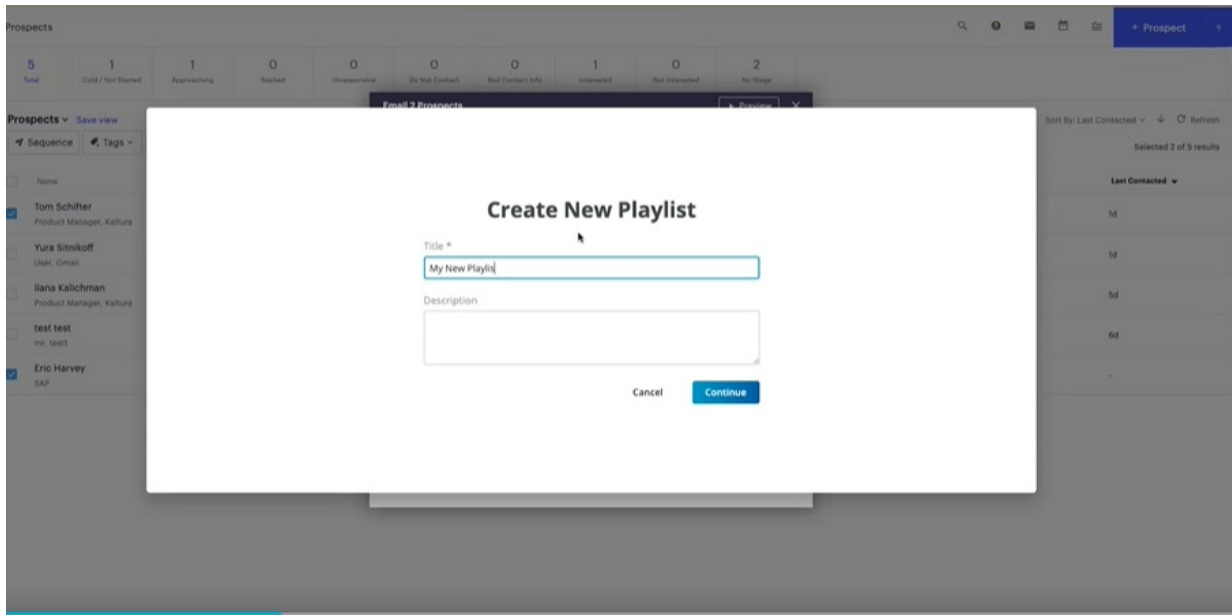 Prospects
+ Prospect
5 1 1 0 0 0 0 1 0 2
Total Cold / Not Started Approaching Replied Unresponsive Do Not Contact Bad Contact Info Interested Not Interested No Stage
Email 2 Prospects Preview
Prospects Save view Sort By: Last Contacted Refresh
Sequence Tags Selected 2 of 5 results
Name Last Contacted
Create New Playlist
Tom Schifter
Product Manager, Kaltura
1d
Title *
Yura Sitnikoff
User, Gmail
1d
My New Playlis
Ilana Kalichman
Product Manager, Kaltura
5d
Description
test test
mr, test1
6d
Eric Harvey
SAP
-
Cancel Continue